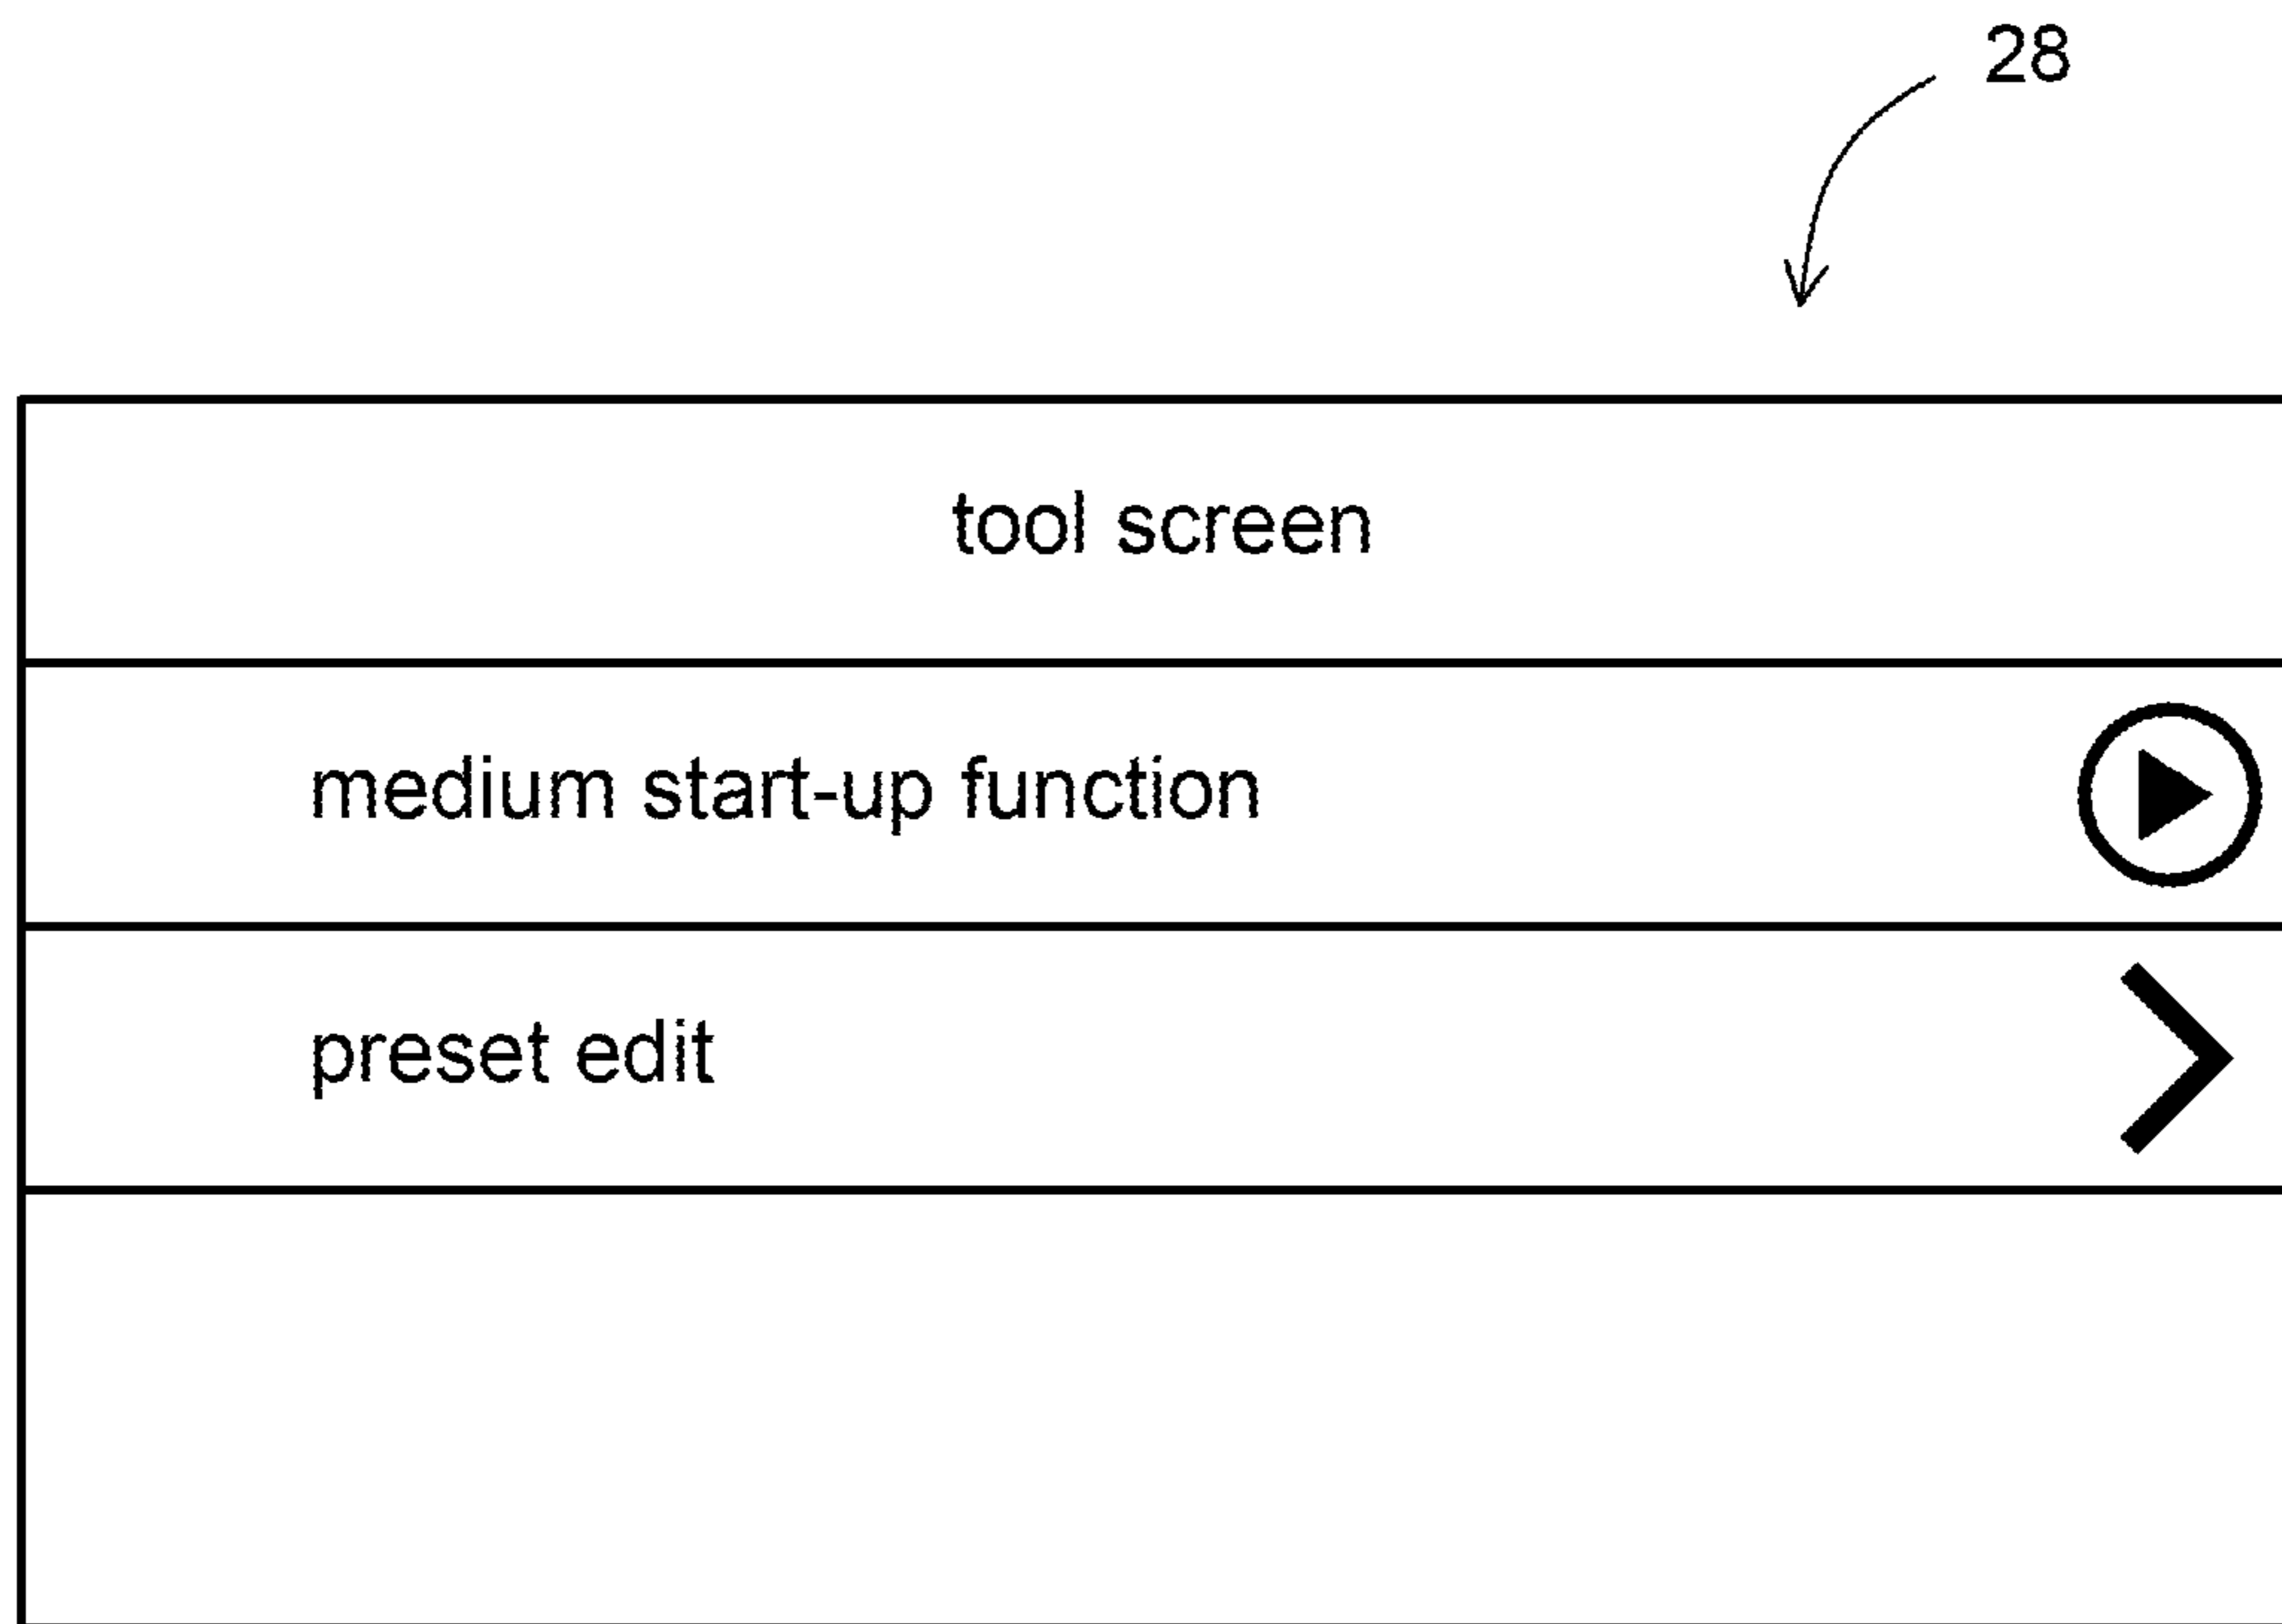 28
tool screen
medium start-up function
preset edit